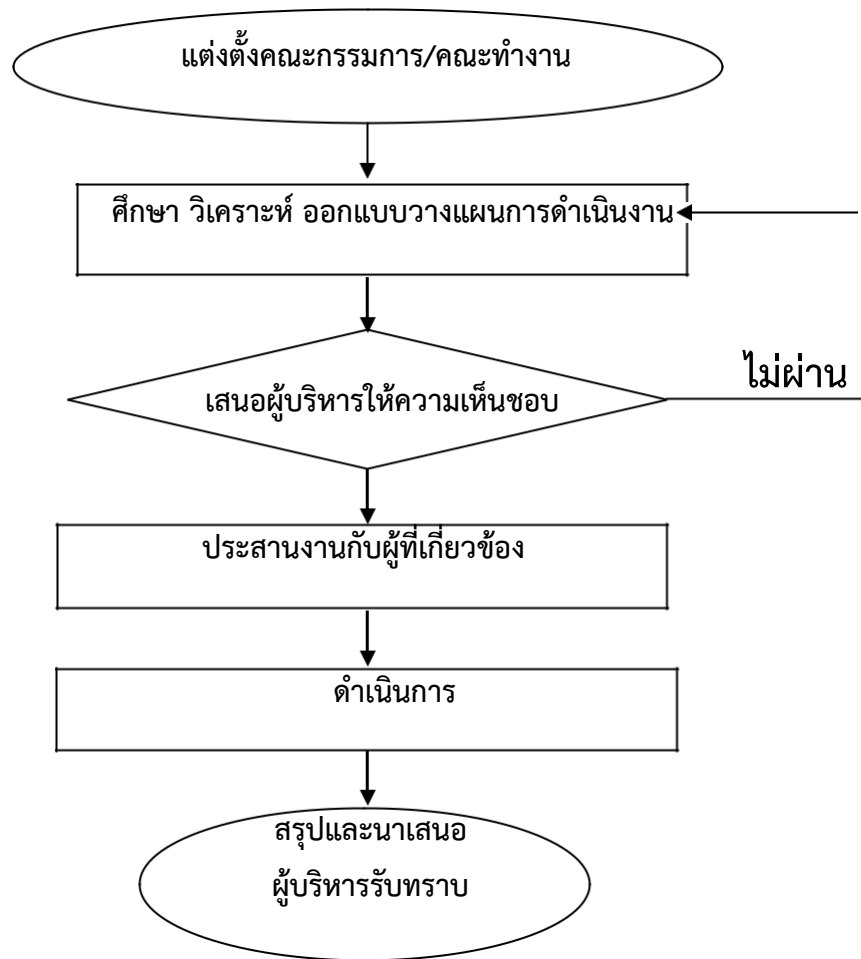 แต่งตั้งคณะกรรมการ/คณะทำงาน
ศึกษา วิเคราะห์ ออกแบบวางแผนการดำเนินงาน
ไม่ผ่าน
เสนอผู้บริหารให้ความเห็นชอบ
ประสานงานกับผู้ที่เกี่ยวข้อง
ดำเนินการ
สรุปและนาเสนอ
ผู้บริหารรับทราบ